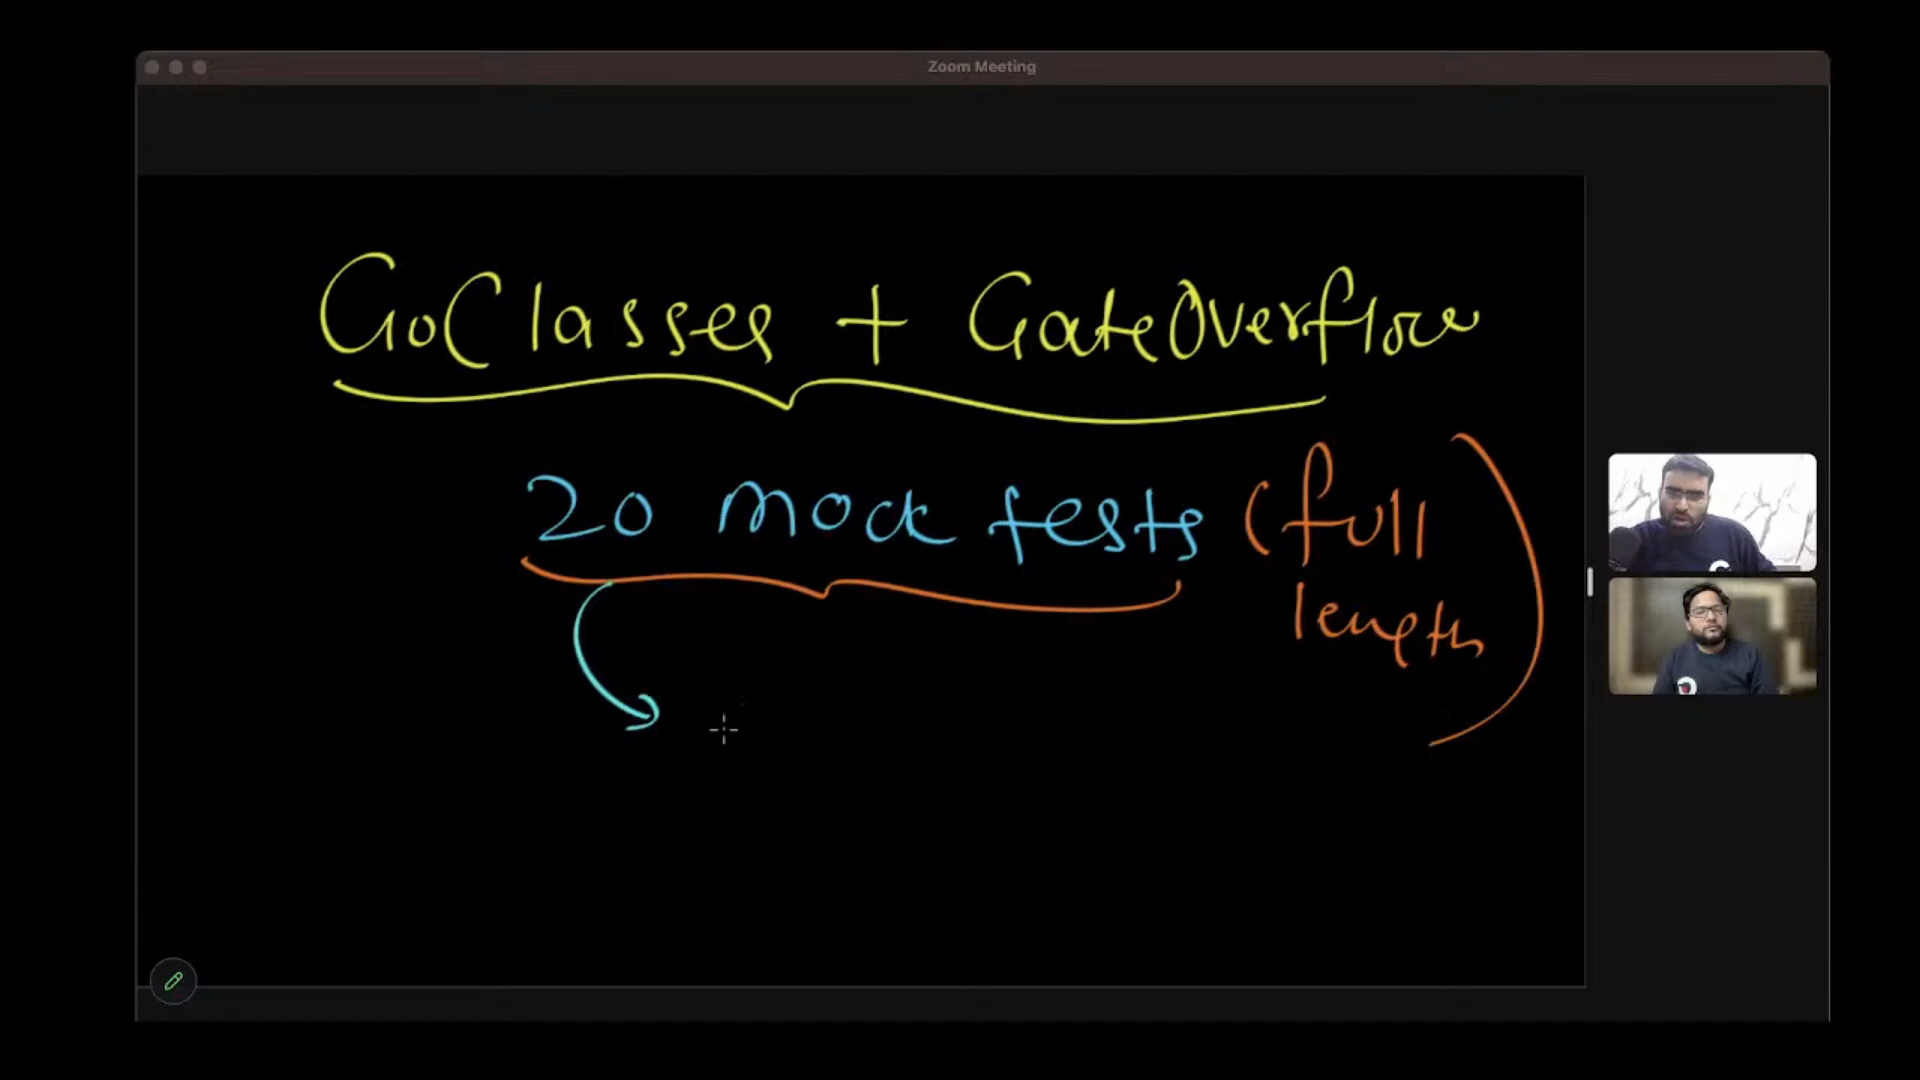 Zoom Meeting
GoClasses + GateOverflow
20 mock tests (full
length)